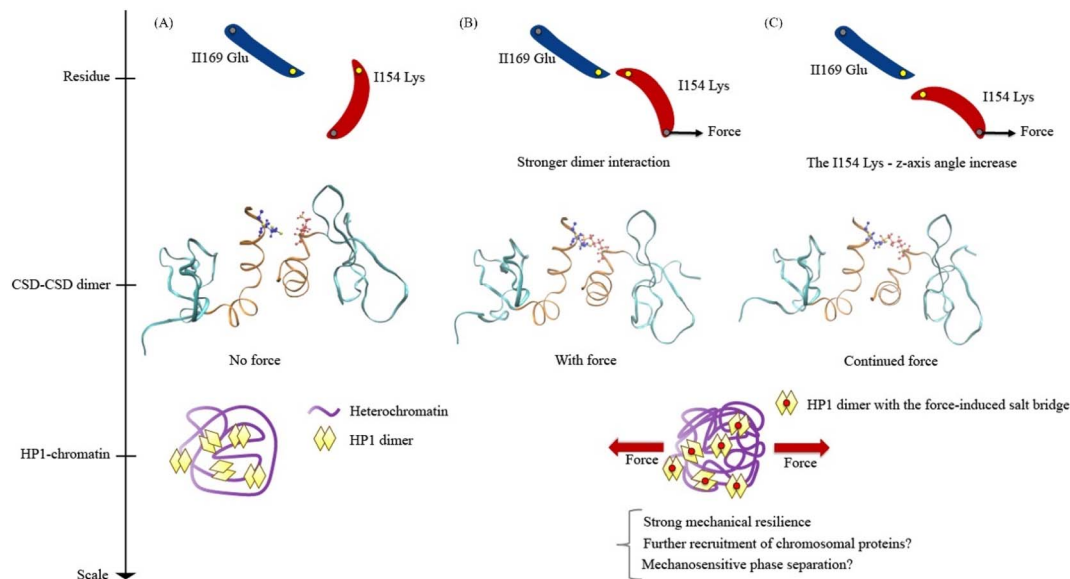 (A)
(B)
(C)
II169 Glu
I154 Lys
II169 Glu
I154 Lys
II169 Glu
I154 Lys
Residue
Force
Force
Stronger dimer interaction
The I154 Lys - z-axis angle increase
CSD-CSD dimer
No force
With force
Continued force
Heterochromatin
HP1 dimer
HP1 dimer with the force-induced salt bridge
HP1-chromatin
Force
Force
Strong mechanical resilience
Further recruitment of chromosomal proteins?
Mechanosensitive phase separation?
Scale